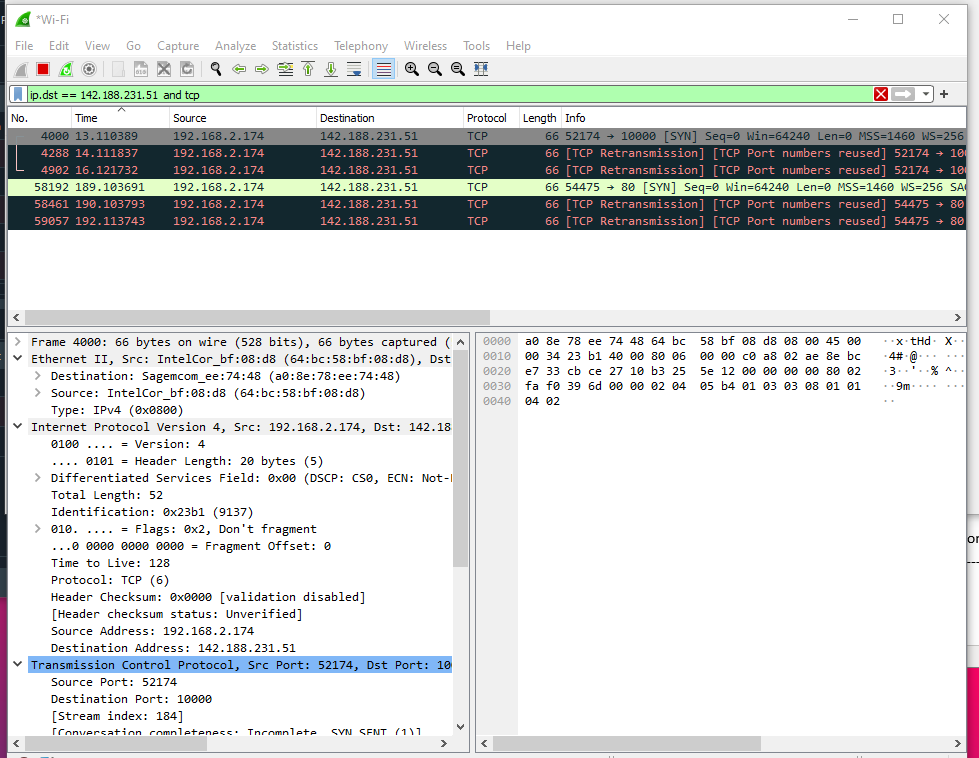 *Wi-Fi
File Edit View Go Capture Analyze Statistics Telephony Wireless Tools Help
ip.dst == 142.188.231.51 and tcp
No. Time Source Destination Protocol Length Info
4000 13.110389 192.168.2.174 142.188.231.51 TCP 66 52174 → 10000 [SYN] Seq=0 Win=64240 Len=0 MSS=1460 WS=256
4288 14.111837 192.168.2.174 142.188.231.51 TCP 66 [TCP Retransmission] [TCP Port numbers reused] 52174 → 100
4902 16.121732 192.168.2.174 142.188.231.51 TCP 66 [TCP Retransmission] [TCP Port numbers reused] 52174 → 100
58192 189.103691 192.168.2.174 142.188.231.51 TCP 66 54475 → 80 [SYN] Seq=0 Win=64240 Len=0 MSS=1460 WS=256 SAC
58461 190.103793 192.168.2.174 142.188.231.51 TCP 66 [TCP Retransmission] [TCP Port numbers reused] 54475 → 80
59057 192.113743 192.168.2.174 142.188.231.51 TCP 66 [TCP Retransmission] [TCP Port numbers reused] 54475 → 80
Frame 4000: 66 bytes on wire (528 bits), 66 bytes captured (
Ethernet II, Src: IntelCor_bf:08:d8 (64:bc:58:bf:08:d8), Dst
Destination: Sagemcom_ee:74:48 (a0:8e:78:ee:74:48)
Source: IntelCor_bf:08:d8 (64:bc:58:bf:08:d8)
Type: IPv4 (0x0800)
Internet Protocol Version 4, Src: 192.168.2.174, Dst: 142.18
0100 .... = Version: 4
.... 0101 = Header Length: 20 bytes (5)
Differentiated Services Field: 0x00 (DSCP: CS0, ECN: Not-
Total Length: 52
Identification: 0x23b1 (9137)
010. .... = Flags: 0x2, Don't fragment
...0 0000 0000 0000 = Fragment Offset: 0
Time to Live: 128
Protocol: TCP (6)
Header Checksum: 0x0000 [validation disabled]
[Header checksum status: Unverified]
Source Address: 192.168.2.174
Destination Address: 142.188.231.51
Transmission Control Protocol, Src Port: 52174, Dst Port: 100
Source Port: 52174
Destination Port: 10000
[Stream index: 184]
[Conversation completeness: Incomplete, SYN_SENT (1)]
0000 a0 8e 78 ee 74 48 64 bc 58 bf 08 d8 08 00 45 00 ··x·tHd· X·····
0010 00 34 23 b1 40 00 80 06 00 00 c0 a8 02 ae 8e bc ·4#·@···
0020 e7 33 cb ce 27 10 b3 25 5e 12 00 00 00 00 80 02 ·3··'··% ^··
0030 fa f0 39 6d 00 00 02 04 05 b4 01 03 03 08 01 01 ··9m····
0040 04 02 ··